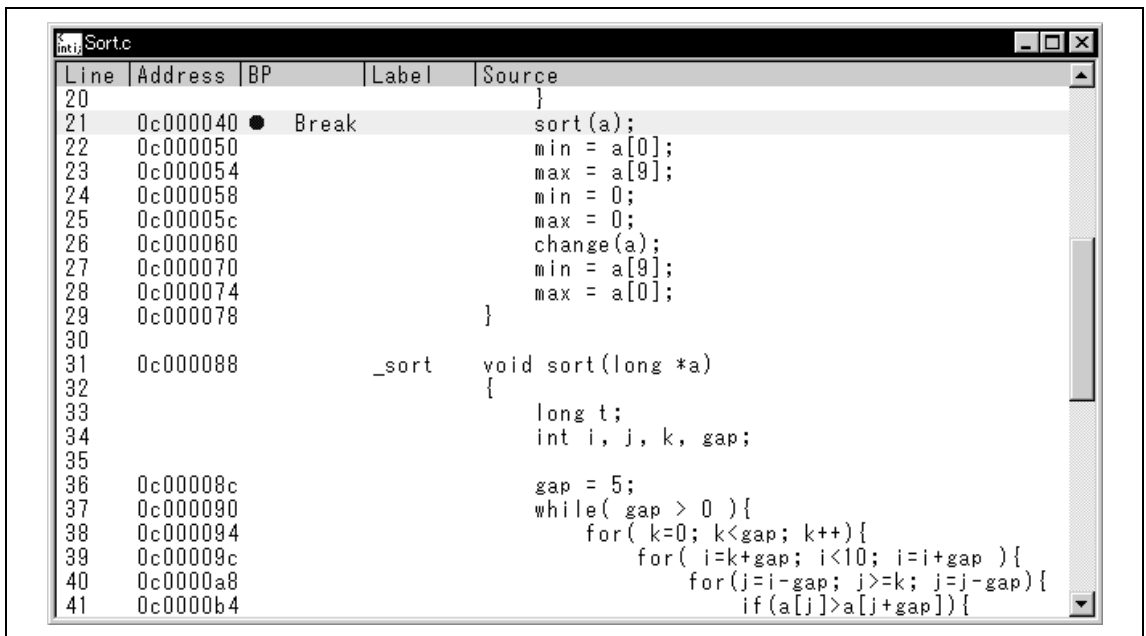 Sort.c
Line Address BP Label Source
20 }
21 0c000040 ● Break sort(a);
22 0c000050 min = a[0];
23 0c000054 max = a[9];
24 0c000058 min = 0;
25 0c00005c max = 0;
26 0c000060 change(a);
27 0c000070 min = a[9];
28 0c000074 max = a[0];
29 0c000078 }
30
31 0c000088 _sort void sort(long *a)
32 {
33 long t;
34 int i, j, k, gap;
35
36 0c00008c gap = 5;
37 0c000090 while( gap > 0 ){
38 0c000094 for( k=0; k<gap; k++){
39 0c00009c for( i=k+gap; i<10; i=i+gap ){
40 0c0000a8 for(j=i-gap; j>=k; j=j-gap){
41 0c0000b4 if(a[j]>a[j+gap]){